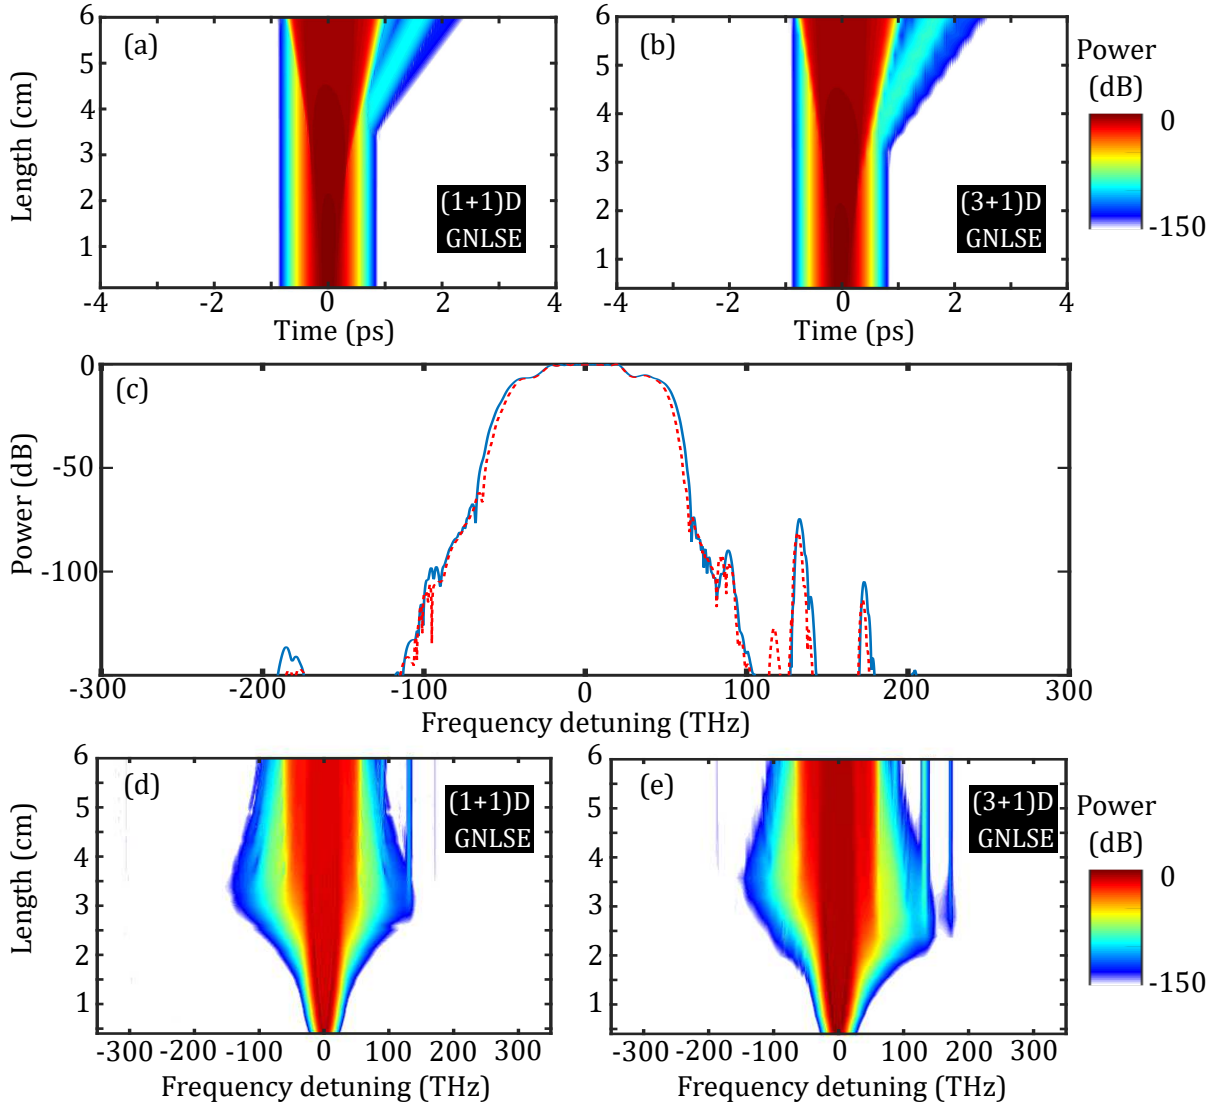 (a)
Length (cm)
6
5
4
3
2
1
(1+1)D
GNLSE
-4
-2
0
2
4
Time (ps)
(b)
6
5
4
3
2
1
(3+1)D
GNLSE
-4
-2
0
2
4
Time (ps)
Power
(dB)
0
-150
(c)
Power (dB)
0
-50
-100
-300
-200
-100
0
100
200
300
Frequency detuning (THz)
(d)
Length (cm)
6
5
4
3
2
1
(1+1)D
GNLSE
-300
-200
-100
0
100
200
300
Frequency detuning (THz)
(e)
6
5
4
3
2
1
(3+1)D
GNLSE
-300
-200
-100
0
100
200
300
Frequency detuning (THz)
Power
(dB)
0
-150